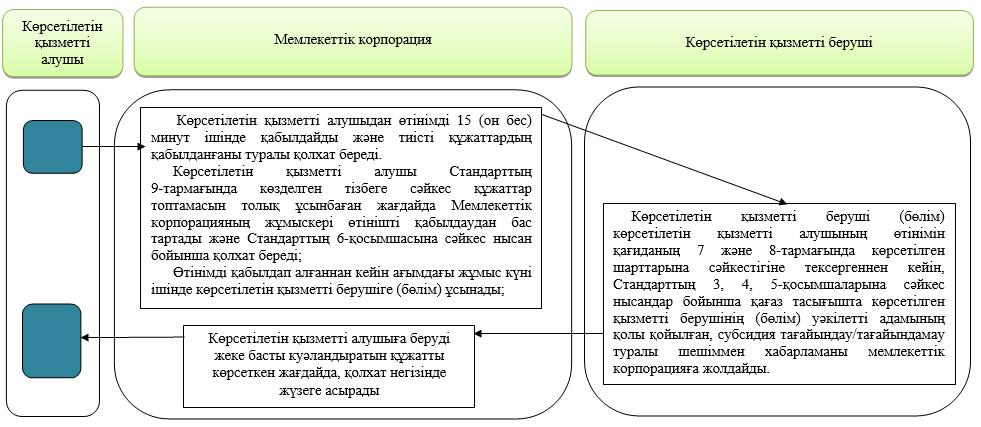 Көрсетілетін
қызметті
алушы
Мемлекеттік корпорация
Көрсетілетін қызметті беруші
Көрсетілетін қызметті алушыдан өтінімді 15 (он бес)
минут ішінде қабылдайды және тиісті құжаттардың
қабылданғаны туралы қолхат береді.
Көрсетілетін қызметті алушы Стандарттың
9-тармағында көзделген тізбеге сәйкес құжаттар
топтамасын толық ұсынбаған жағдайда Мемлекеттік
корпорацияның жұмыскері өтінішті қабылдаудан бас
тартады және Стандарттың 6-қосымшасына сәйкес нысан
бойынша қолхат береді;
Өтінімді қабылдап алғаннан кейін ағымдағы жұмыс күні
ішінде көрсетілетін қызметті берушіге (бөлім) ұсынады;
Көрсетілетін қызметті беруші (бөлім)
көрсетілетін қызметті алушының өтінімін
қағиданың 7 және 8-тармағында көрсетілген
шарттарына сәйкестігіне тексергеннен кейін,
Стандарттың 3, 4, 5-қосымшаларына сәйкес
нысандар бойынша қағаз тасығышта көрсетілген
қызметті берушінің (бөлім) уәкілетті адамының
қолы қойылған, субсидия тағайындау/тағайындамау
туралы шешіммен хабарламаны мемлекеттік
корпорацияға жолдайды.
Көрсетілетін қызметті алушыға беруді
жеке басты куәландыратын құжатты
көрсеткен жағдайда, қолхат негізінде
жүзеге асырады